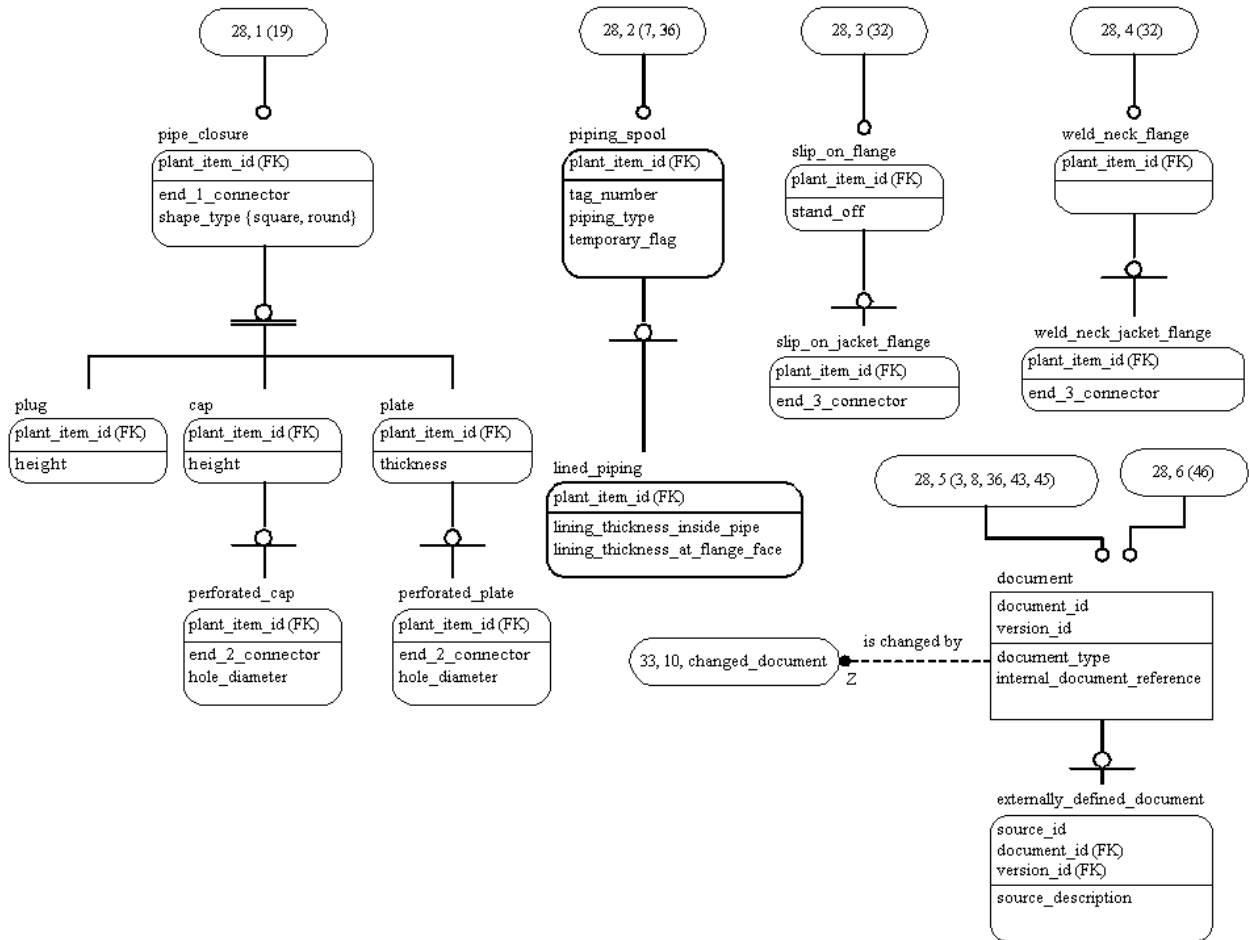 28, 1 (19)
28, 2 (7, 36)
28, 3 (32)
28, 4 (32)
pipe_closure
plant_item_id (FK)
end_1_connector
shape_type {square, round}
piping_spool
plant_item_id (FK)
tag_number
piping_type
temporary_flag
slip_on_flange
plant_item_id (FK)
stand_off
weld_neck_flange
plant_item_id (FK)
slip_on_jacket_flange
plant_item_id (FK)
end_3_connector
weld_neck_jacket_flange
plant_item_id (FK)
end_3_connector
plug
plant_item_id (FK)
height
cap
plant_item_id (FK)
height
plate
plant_item_id (FK)
thickness
lined_piping
plant_item_id (FK)
lining_thickness_inside_pipe
lining_thickness_at_flange_face
28, 5 (3, 8, 36, 43, 45)
28, 6 (46)
perforated_cap
plant_item_id (FK)
end_2_connector
hole_diameter
perforated_plate
plant_item_id (FK)
end_2_connector
hole_diameter
document
document_id
version_id
document_type
internal_document_reference
is changed by
33, 10, changed_document
Z
externally_defined_document
source_id
document_id (FK)
version_id (FK)
source_description